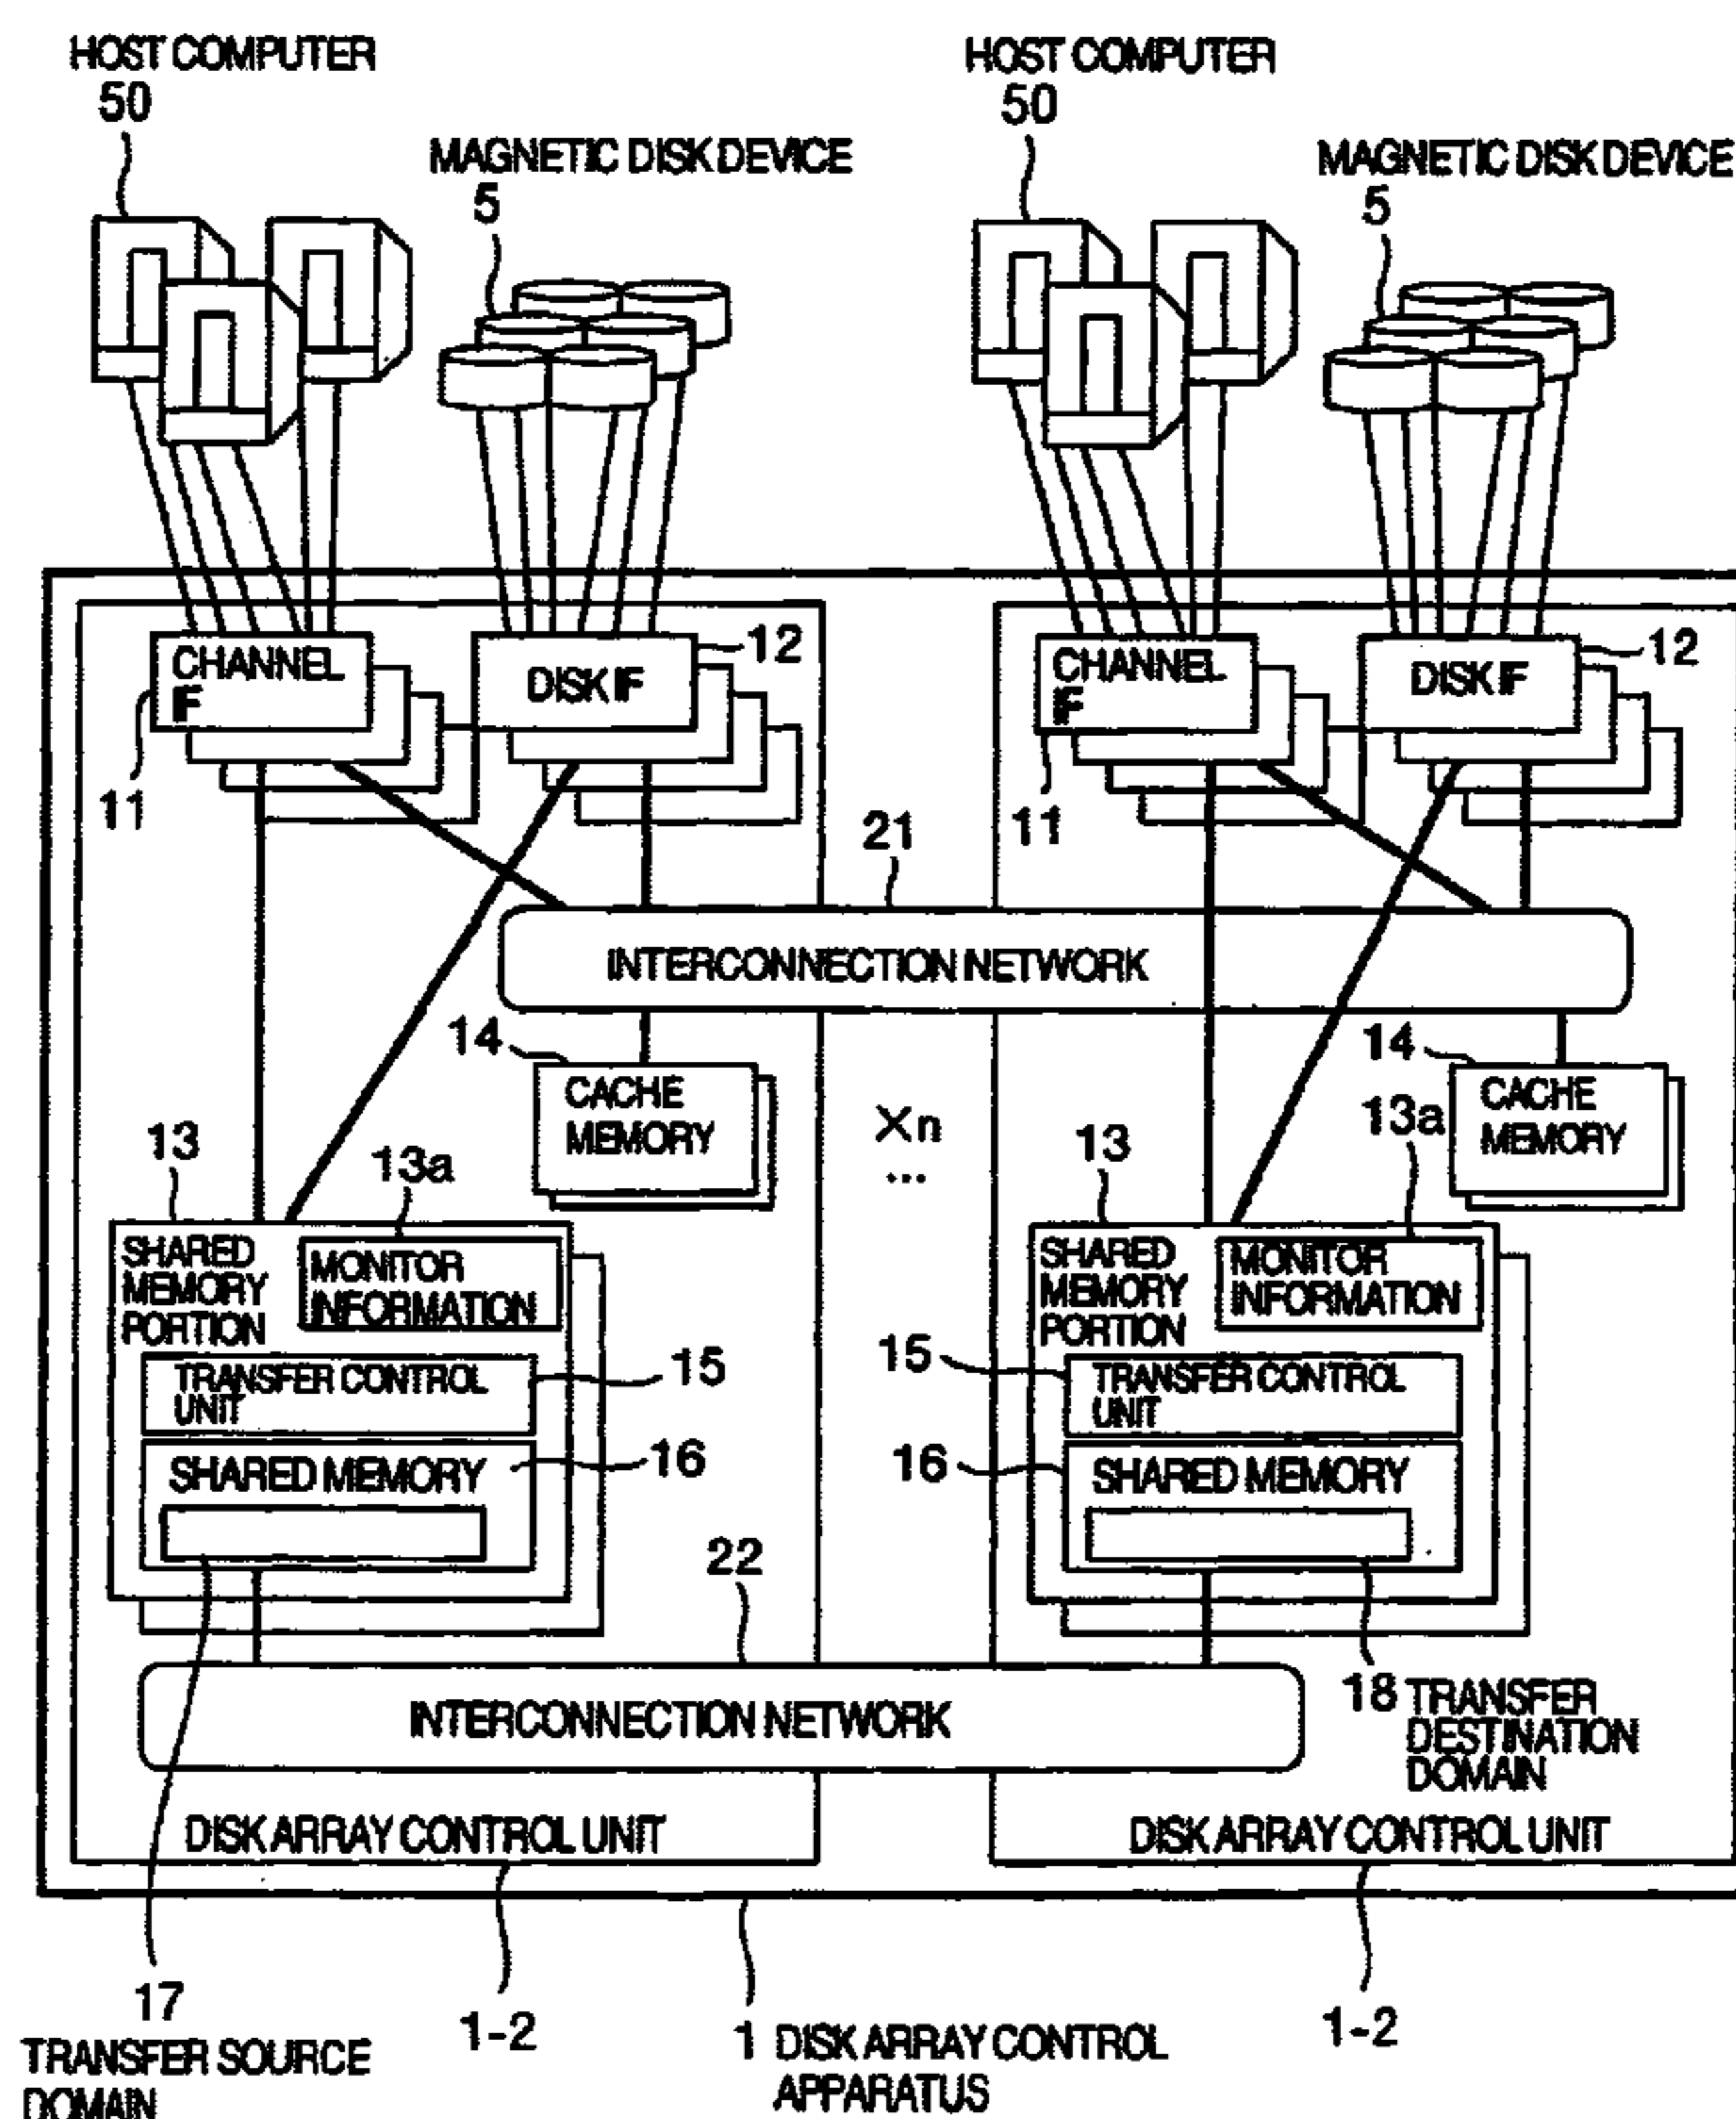 HOST COMPUTER
50
HOST COMPUTER
50
MAGNETIC DISK DEVICE
5
MAGNETIC DISK DEVICE
5
CHANNEL
IF
11
DISK IF
12
CHANNEL
IF
11
DISK IF
12
21
INTERCONNECTION NETWORK
14
CACHE
MEMORY
Xn
...
14
CACHE
MEMORY
13
13a
SHARED
MEMORY
PORTION
MONITOR
INFORMATION
TRANSFER CONTROL
UNIT
15
SHARED MEMORY
16
13
13a
SHARED
MEMORY
PORTION
MONITOR
INFORMATION
15
TRANSFER CONTROL
UNIT
16
SHARED MEMORY
22
INTERCONNECTION NETWORK
18 TRANSFER
DESTINATION
DOMAIN
DISK ARRAY CONTROL UNIT
DISK ARRAY CONTROL UNIT
17
TRANSFER SOURCE
DOMAIN
1-2
1 DISK ARRAY CONTROL
APPARATUS
1-2